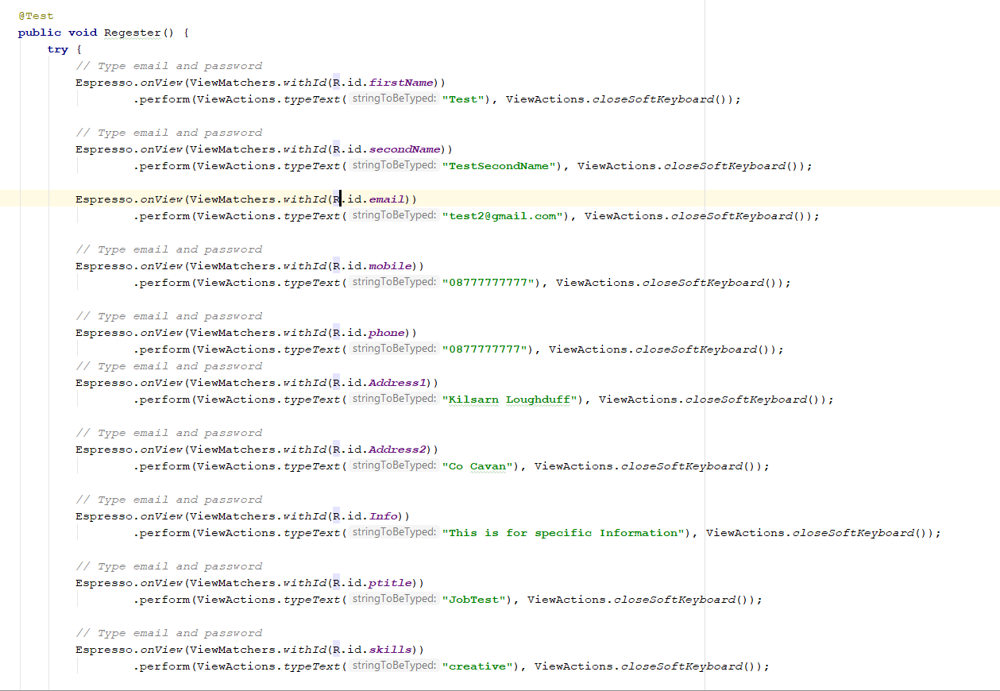 @Test
public void Regester() {
try {
// Type email and password
Espresso.onView(ViewMatchers.withId(R.id.firstName))
.perform(ViewActions.typeText( stringToBeTyped: "Test"), ViewActions.closeSoftKeyboard());
// Type email and password
Espresso.onView(ViewMatchers.withId(R.id.secondName))
.perform(ViewActions.typeText( stringToBeTyped: "TestSecondName"), ViewActions.closeSoftKeyboard());
Espresso.onView(ViewMatchers.withId(R.id.email))
.perform(ViewActions.typeText( stringToBeTyped: "test2@gmail.com"), ViewActions.closeSoftKeyboard());
// Type email and password
Espresso.onView(ViewMatchers.withId(R.id.mobile))
.perform(ViewActions.typeText( stringToBeTyped: "08777777777"), ViewActions.closeSoftKeyboard());
// Type email and password
Espresso.onView(ViewMatchers.withId(R.id.phone))
.perform(ViewActions.typeText( stringToBeTyped: "0877777777"), ViewActions.closeSoftKeyboard());
// Type email and password
Espresso.onView(ViewMatchers.withId(R.id.Address1))
.perform(ViewActions.typeText( stringToBeTyped: "Kilsarn Loughduff"), ViewActions.closeSoftKeyboard());
// Type email and password
Espresso.onView(ViewMatchers.withId(R.id.Address2))
.perform(ViewActions.typeText( stringToBeTyped: "Co Cavan"), ViewActions.closeSoftKeyboard());
// Type email and password
Espresso.onView(ViewMatchers.withId(R.id.Info))
.perform(ViewActions.typeText( stringToBeTyped: "This is for specific Information"), ViewActions.closeSoftKeyboard());
// Type email and password
Espresso.onView(ViewMatchers.withId(R.id.ptitle))
.perform(ViewActions.typeText( stringToBeTyped: "JobTest"), ViewActions.closeSoftKeyboard());
// Type email and password
Espresso.onView(ViewMatchers.withId(R.id.skills))
.perform(ViewActions.typeText( stringToBeTyped: "creative"), ViewActions.closeSoftKeyboard());